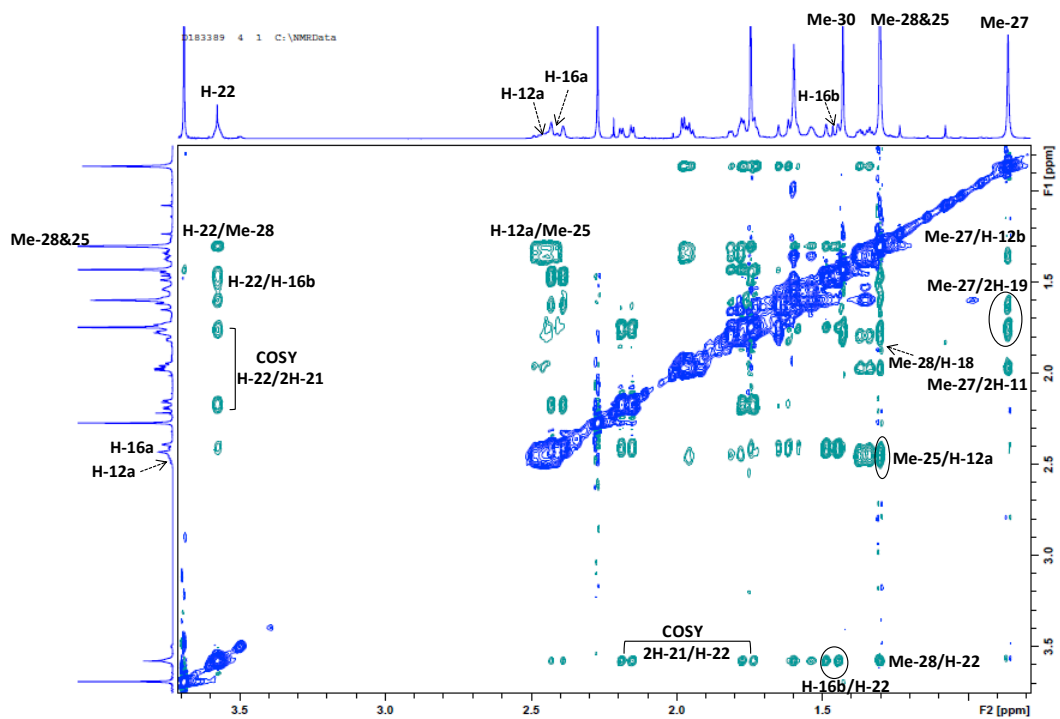 D183389 4 1 C:\NMRData
Me-30
Me-28&25
Me-27
H-22
H-12a
H-16a
H-16b
Me-28&25
H-22/Me-28
H-12a/Me-25
Me-27/H-12b
H-22/H-16b
Me-27/2H-19
COSY
H-22/2H-21
Me-28/H-18
Me-27/2H-11
H-16a
H-12a
Me-25/H-12a
COSY
2H-21/H-22
Me-28/H-22
H-16b/H-22
F1 [ppm]
1.5
2.0
2.5
3.0
3.5
3.5
3.0
2.5
2.0
1.5
F2 [ppm]